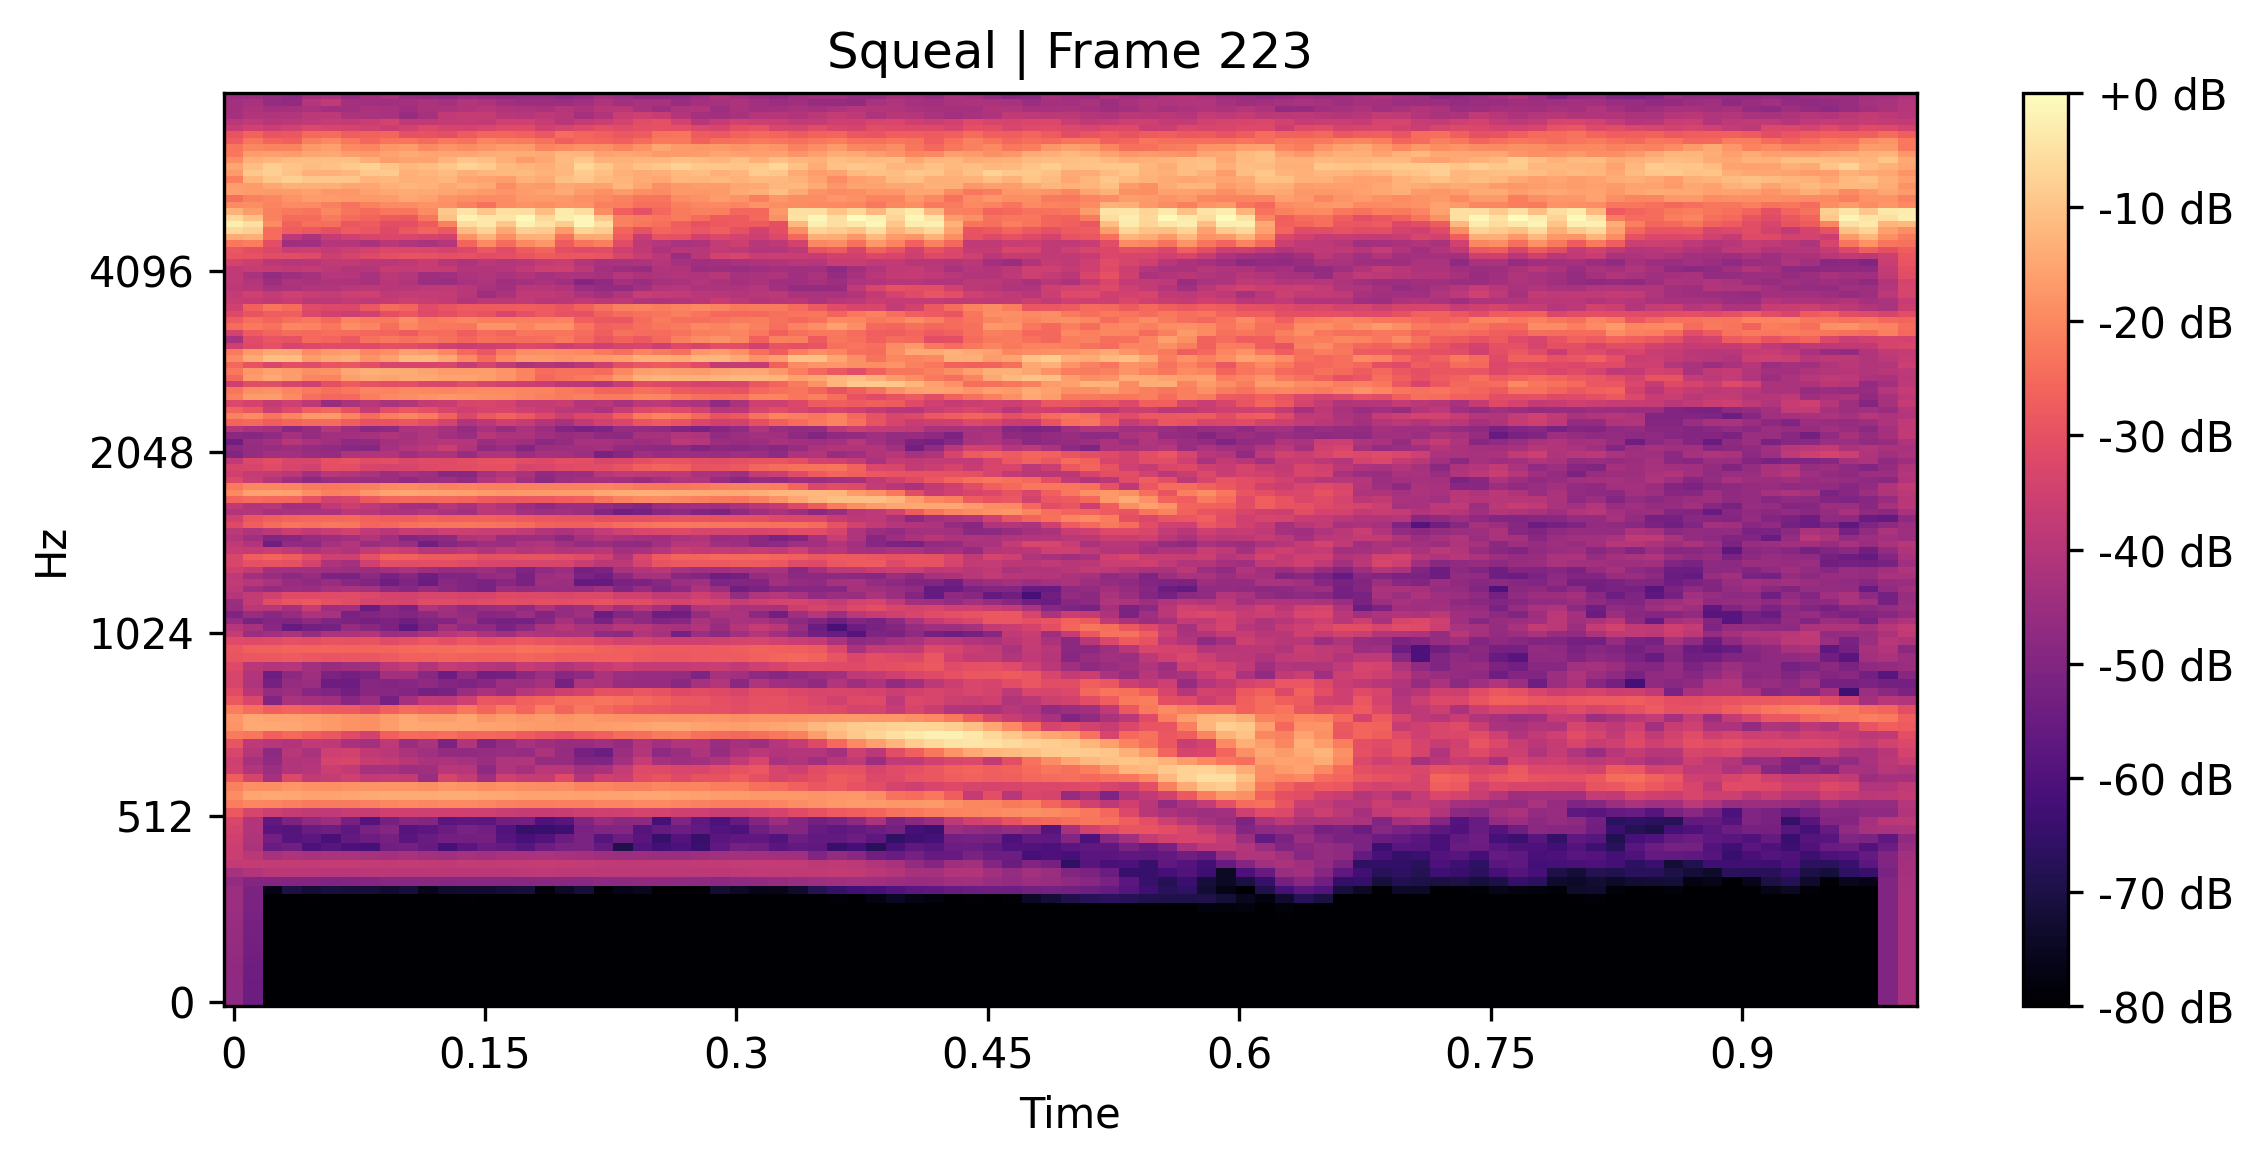 Squeal | Frame 223
+0 dB
-10 dB
4096
-20 dB
-30 dB
2048
Hz
-40 dB
1024
-50 dB
512
-60 dB
-70 dB
0
-80 dB
0 0.15 0.3 0.45 0.6 0.75 0.9
Time